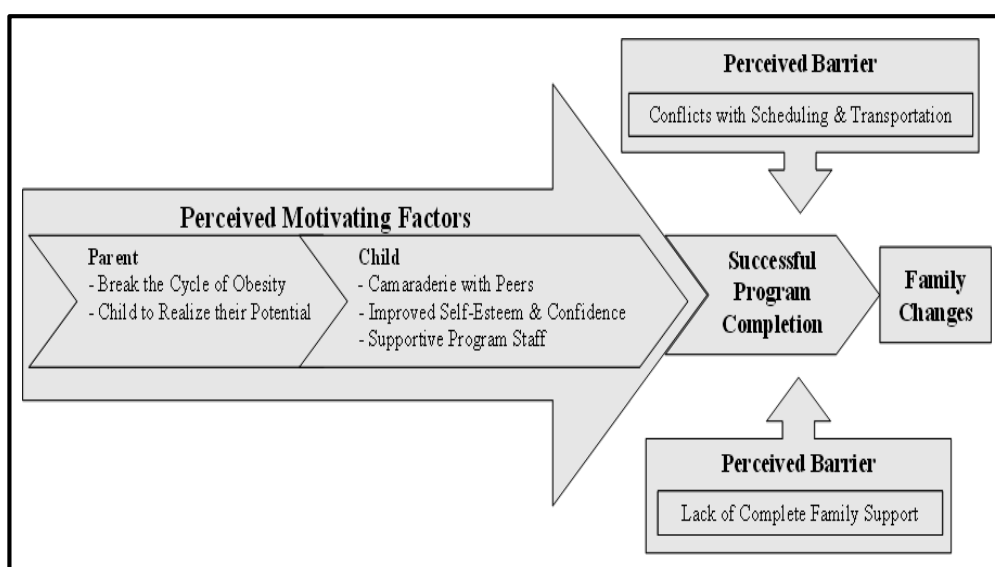 Perceived Barrier
Conflicts with Scheduling & Transportation
Perceived Motivating Factors
Parent
- Break the Cycle of Obesity
- Child to Realize their Potential
Child
- Camaraderie with Peers
- Improved Self-Esteem & Confidence
- Supportive Program Staff
Successful
Program
Completion
Family
Changes
Perceived Barrier
Lack of Complete Family Support